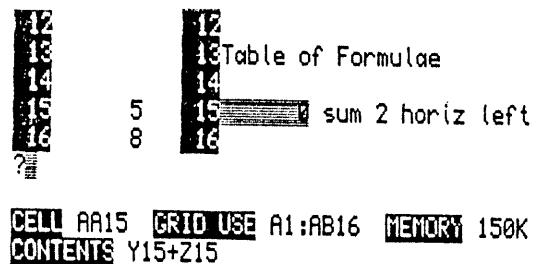 12 12
13 13 Table of Formulae
14 14
15 5 15 0 sum 2 horiz left
16 8 16
?
CELL AA15 GRID USE A1:AB16 MEMORY 150K
CONTENTS Y15+Z15